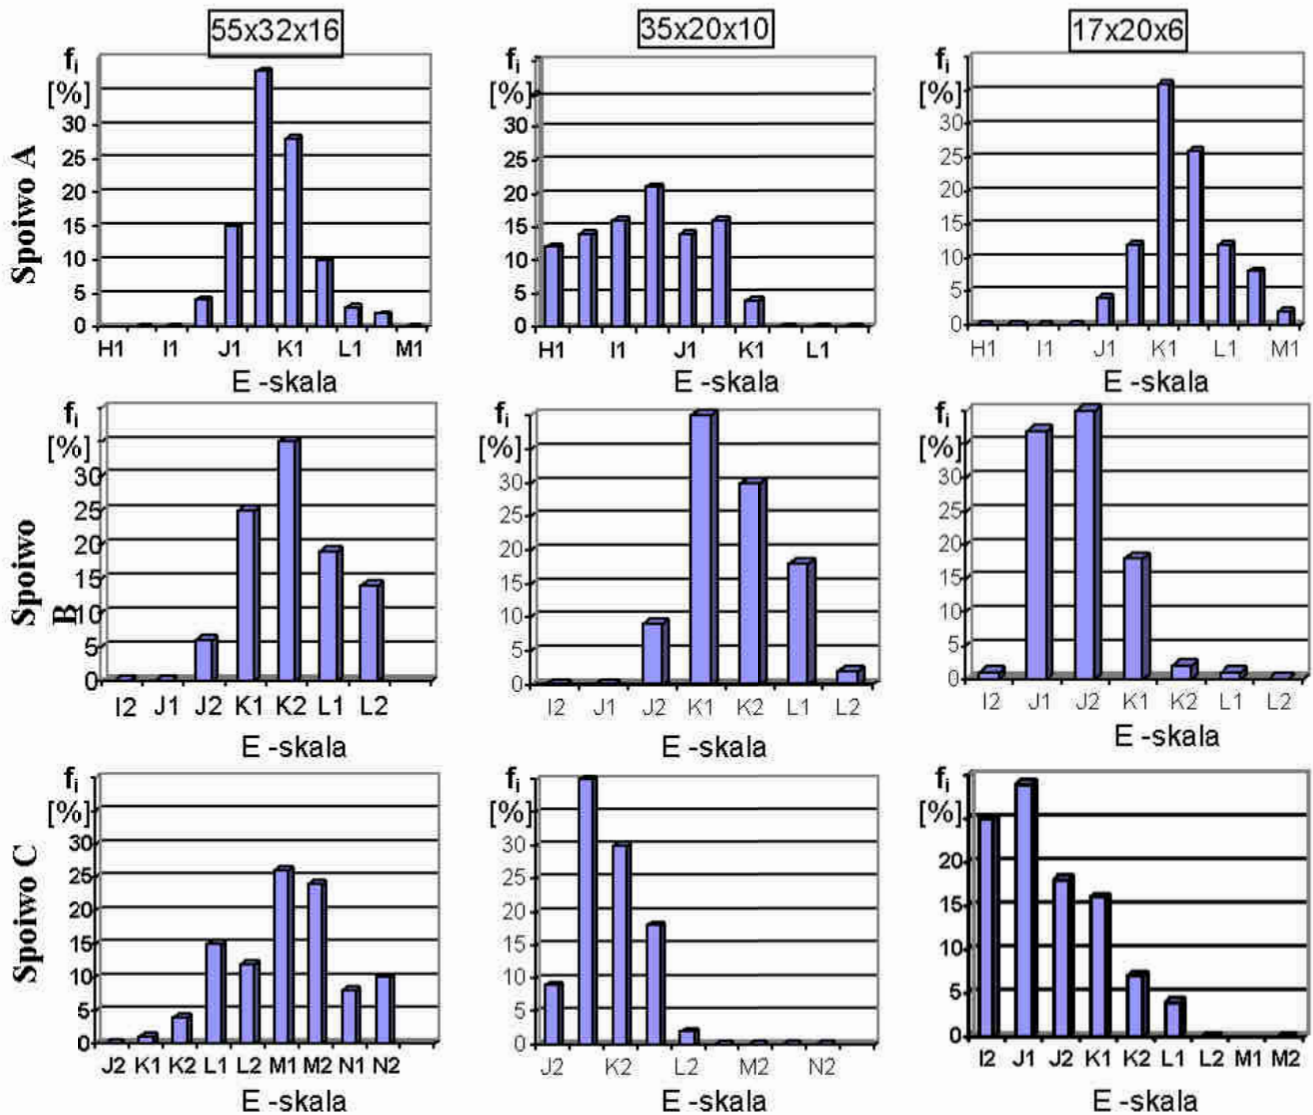 55x32x16
35x20x10
17x20x6
Spoiwo A
fi
[%]
30
25
20
15
10
5
0
H1 I1 J1 K1 L1 M1
E -skala
fi
[%]
30
25
20
15
10
5
0
H1 I1 J1 K1 L1
E -skala
fi
[%]
30
25
20
15
10
5
0
H1 I1 J1 K1 L1 M1
E -skala
Spoiwo
B
fi
[%]
30
25
20
15
10
5
0
I2 J1 J2 K1 K2 L1 L2
E -skala
fi
[%]
30
25
20
15
10
5
0
I2 J1 J2 K1 K2 L1 L2
E -skala
fi
[%]
30
25
20
15
10
5
0
I2 J1 J2 K1 K2 L1 L2
E -skala
Spoiwo C
fi
[%]
30
25
20
15
10
5
0
J2 K1 K2 L1 L2 M1 M2 N1 N2
E -skala
fi
[%]
30
25
20
15
10
5
0
J2 K2 L2 M2 N2
E -skala
fi
[%]
20
15
10
5
0
I2 J1 J2 K1 K2 L1 L2 M1 M2
E -skala